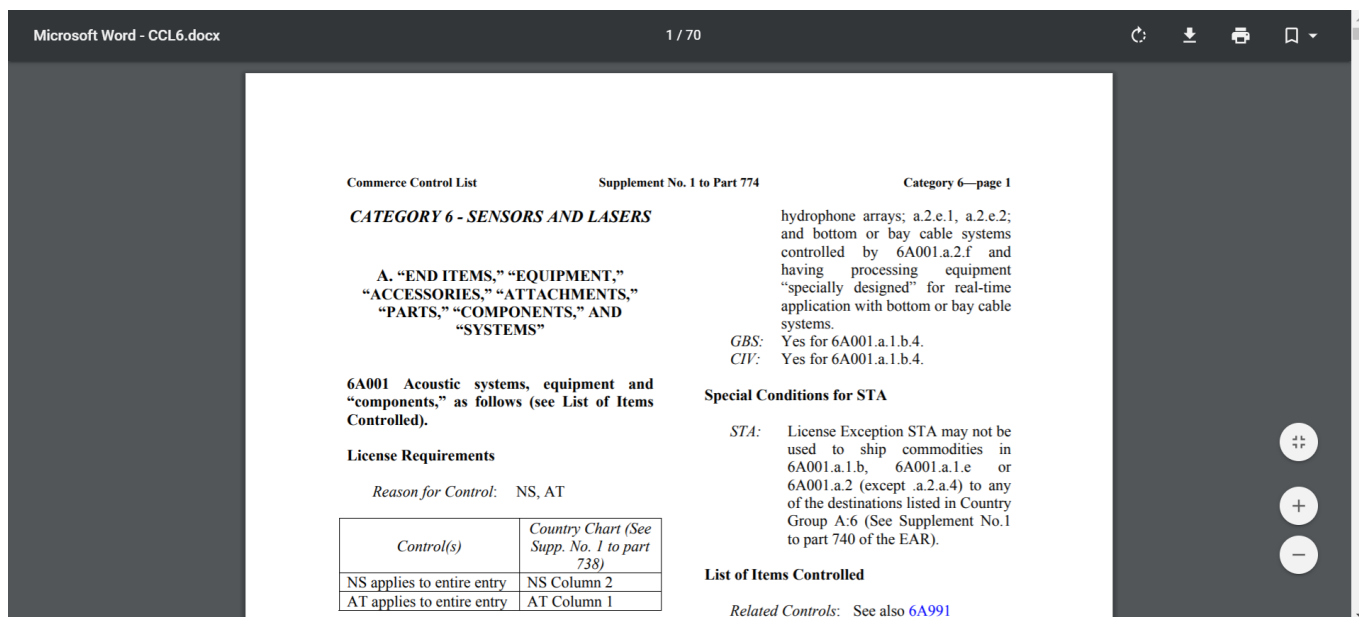 Microsoft Word - CCL6.docx
1 / 70
Commerce Control List Supplement No. 1 to Part 774 Category 6—page 1
CATEGORY 6 - SENSORS AND LASERS
A. “END ITEMS,” “EQUIPMENT,”
“ACCESSORIES,” “ATTACHMENTS,”
“PARTS,” “COMPONENTS,” AND
“SYSTEMS”
6A001 Acoustic systems, equipment and
“components,” as follows (see List of Items
Controlled).
License Requirements
Reason for Control: NS, AT
Control(s)
Country Chart (See
Supp. No. 1 to part
738)
NS applies to entire entry NS Column 2
AT applies to entire entry AT Column 1
hydrophone arrays; a.2.e.1, a.2.e.2;
and bottom or bay cable systems
controlled by 6A001.a.2.f and
having processing equipment
“specially designed” for real-time
application with bottom or bay cable
systems.
GBS: Yes for 6A001.a.1.b.4.
CIV: Yes for 6A001.a.1.b.4.
Special Conditions for STA
STA: License Exception STA may not be
used to ship commodities in
6A001.a.1.b, 6A001.a.1.e or
6A001.a.2 (except .a.2.a.4) to any
of the destinations listed in Country
Group A:6 (See Supplement No.1
to part 740 of the EAR).
List of Items Controlled
Related Controls: See also 6A991